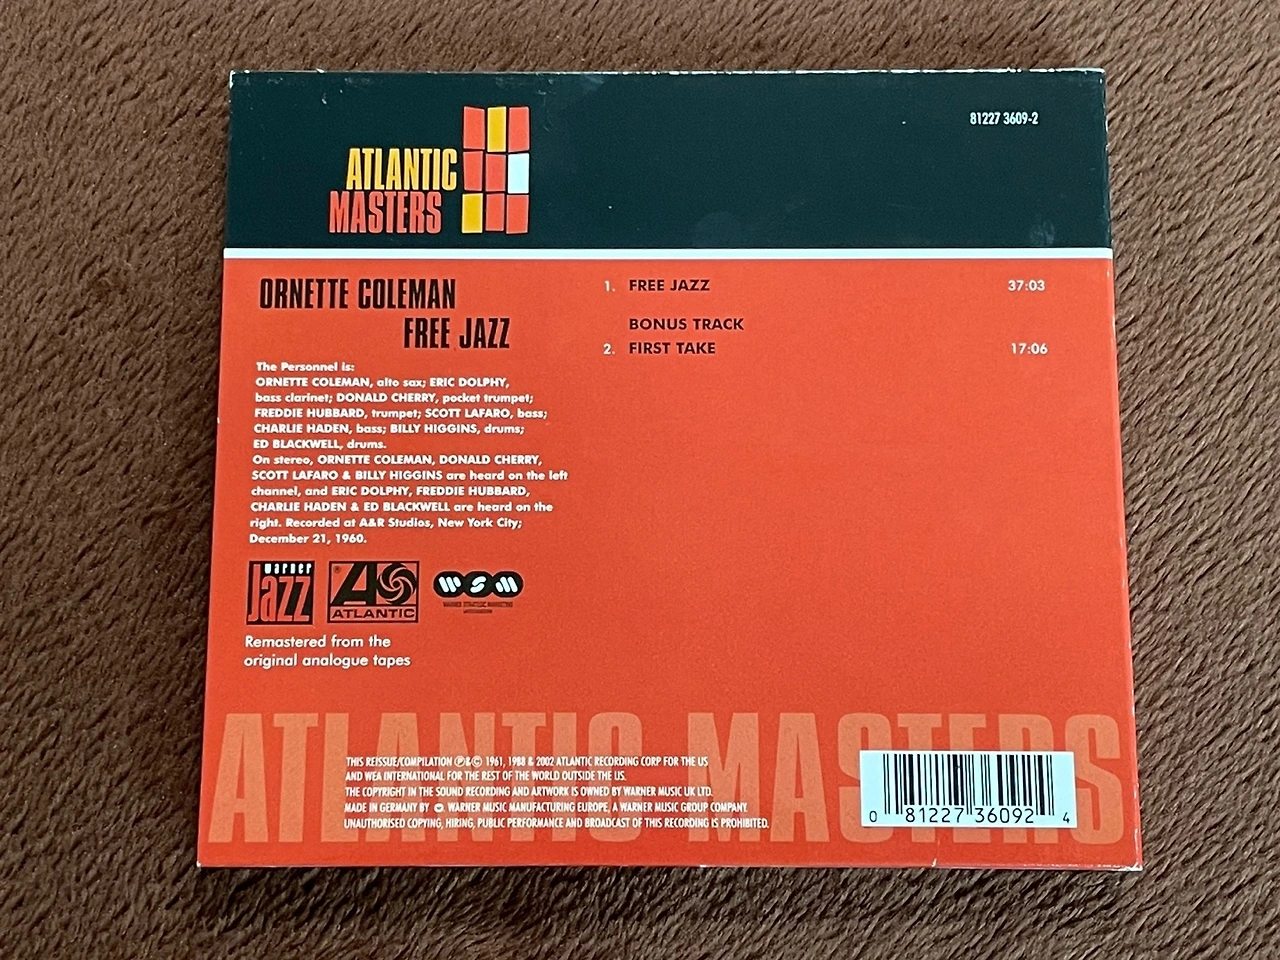 81227 3609-2
ATLANTIC
MASTERS
ORNETTE COLEMAN
FREE JAZZ
The Personnel is:
ORNETTE COLEMAN, alto sax; ERIC DOLPHY,
bass clarinet; DONALD CHERRY, pocket trumpet;
FREDDIE HUBBARD, trumpet; SCOTT LAFARO, bass;
CHARLIE HADEN, bass; BILLY HIGGINS, drums;
ED BLACKWELL, drums.
On stereo, ORNETTE COLEMAN, DONALD CHERRY,
SCOTT LAFARO & BILLY HIGGINS are heard on the left
channel, and ERIC DOLPHY, FREDDIE HUBBARD,
CHARLIE HADEN & ED BLACKWELL are heard on the
right. Recorded at A&R Studios, New York City;
December 21, 1960.
1. FREE JAZZ 37:03
BONUS TRACK
2. FIRST TAKE 17:06
warner
Jazz
A
®
ATLANTIC
WSM
WARNER STRATEGIC MARKETING
Remastered from the
original analogue tapes
ATLANTIC MASTERS
THIS REISSUE/COMPILATION ℗&© 1961, 1988 & 2002 ATLANTIC RECORDING CORP FOR THE US
AND WEA INTERNATIONAL FOR THE REST OF THE WORLD OUTSIDE THE US.
THE COPYRIGHT IN THE SOUND RECORDING AND ARTWORK IS OWNED BY WARNER MUSIC UK LTD.
MADE IN GERMANY BY WARNER MUSIC MANUFACTURING EUROPE, A WARNER MUSIC GROUP COMPANY.
UNAUTHORISED COPYING, HIRING, PUBLIC PERFORMANCE AND BROADCAST OF THIS RECORDING IS PROHIBITED.
0 81227 36092 4